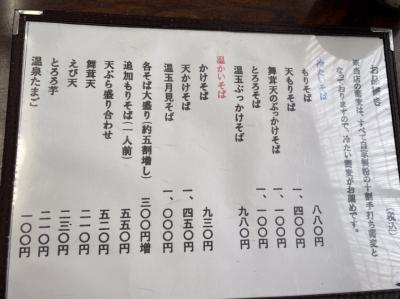 お品書き
(税込)
※当店の蕎麦は、すべて自家製粉の十割手打ち蕎麦と
なっておりますので、冷たい蕎麦がお薦めです。
冷たいそば
もりそば 八八〇円
天もりそば 一、四〇〇円
舞茸天のぶっかけそば 一、一〇〇円
とろろそば 一、一〇〇円
温玉ぶっかけそば 九八〇円
温かいそば
かけそば 九三〇円
天かけそば 一、四五〇円
温玉月見そば 一、〇〇〇円
各そば大盛り(約五割増し) 三〇〇円増
追加もりそば(一人前) 五五〇円
天ぷら盛り合わせ 五二〇円
舞茸天 二一〇円
えび天 二三〇円
とろろ芋 二一〇円
温泉たまご 一〇〇円